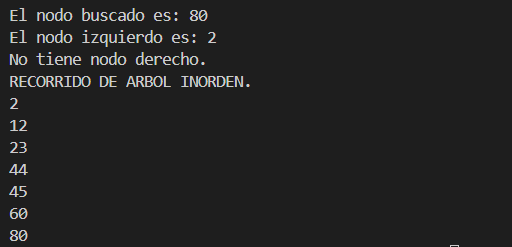 El nodo buscado es: 80
El nodo izquierdo es: 2
No tiene nodo derecho.
RECORRIDO DE ARBOL INORDEN.
2
12
23
44
45
60
80